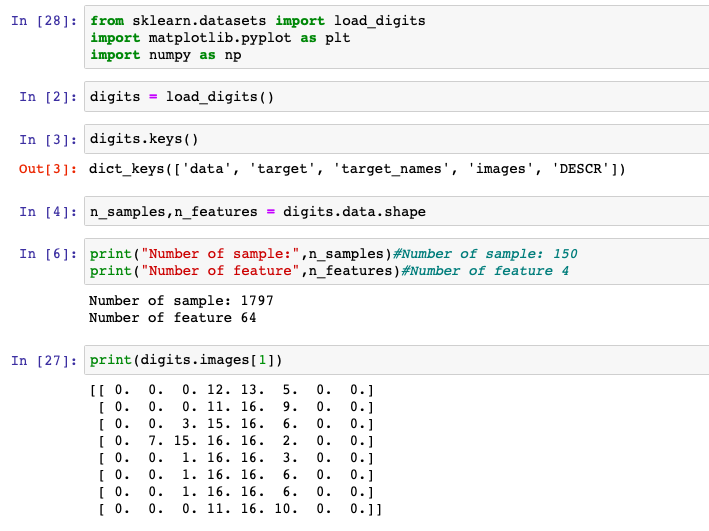 In [28]: from sklearn.datasets import load_digits
import matplotlib.pyplot as plt
import numpy as np
In [2]: digits = load_digits()
In [3]: digits.keys()
Out[3]: dict_keys(['data', 'target', 'target_names', 'images', 'DESCR'])
In [4]: n_samples,n_features = digits.data.shape
In [6]: print("Number of sample:",n_samples)#Number of sample: 150
print("Number of feature",n_features)#Number of feature 4
Number of sample: 1797
Number of feature 64
In [27]: print(digits.images[1])
[[ 0.  0.  0. 12. 13.  5.  0.  0.]
 [ 0.  0.  0. 11. 16.  9.  0.  0.]
 [ 0.  0.  3. 15. 16.  6.  0.  0.]
 [ 0.  7. 15. 16. 16.  2.  0.  0.]
 [ 0.  0.  1. 16. 16.  3.  0.  0.]
 [ 0.  0.  1. 16. 16.  6.  0.  0.]
 [ 0.  0.  1. 16. 16.  6.  0.  0.]
 [ 0.  0.  0. 11. 16. 10.  0.  0.]]